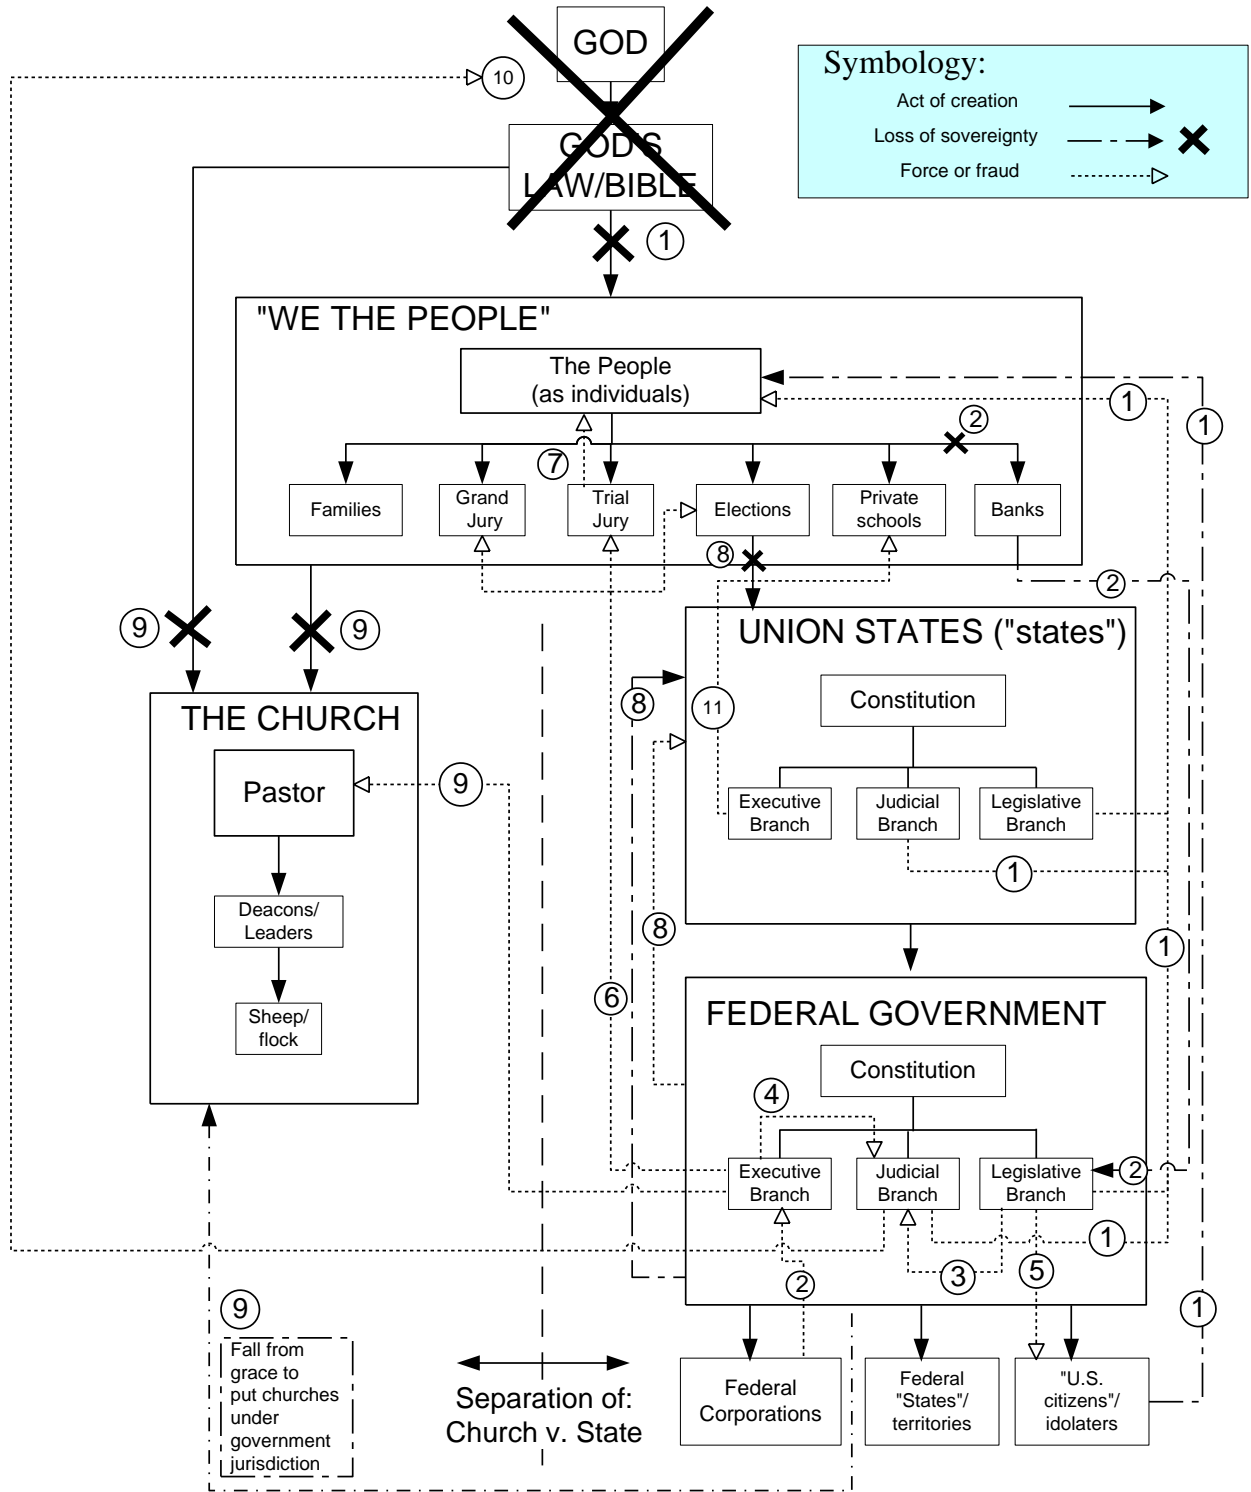 GOD
10
GOD'S
LAW/BIBLE
Symbology:
Act of creation
Loss of sovereignty
Force or fraud
1
"WE THE PEOPLE"
The People
(as individuals)
1
1
2
7
Families
Grand
Jury
Trial
Jury
Elections
Private
schools
Banks
8
2
9
9
UNION STATES ("states")
8
11
Constitution
Executive
Branch
Judicial
Branch
Legislative
Branch
1
THE CHURCH
Pastor
9
Deacons/
Leaders
Sheep/
flock
8
1
6
FEDERAL GOVERNMENT
Constitution
4
Executive
Branch
Judicial
Branch
Legislative
Branch
2
1
3
5
2
1
9
Fall from
grace to
put churches
under
government
jurisdiction
Separation of:
Church v. State
Federal
Corporations
Federal
"States"/
territories
"U.S.
citizens"/
idolaters